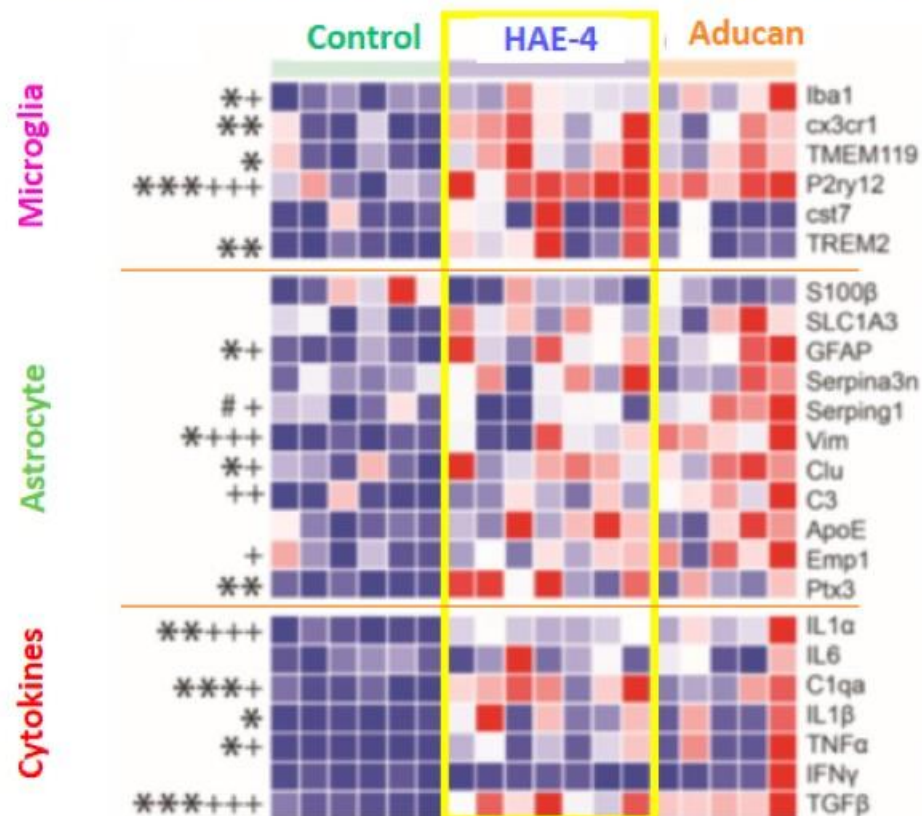 Control HAE-4 Aducan
Microglia
*+ Iba1
** cx3cr1
* TMEM119
***+++ P2ry12
cst7
** TREM2
Astrocyte
S100β
SLC1A3
*+ GFAP
Serpina3n
# + Serping1
*+++ Vim
*+ Clu
++ C3
ApoE
+ Emp1
** Ptx3
Cytokines
**+++ IL1α
IL6
***+ C1qa
* IL1β
*+ TNFα
IFNγ
***+++ TGFβ